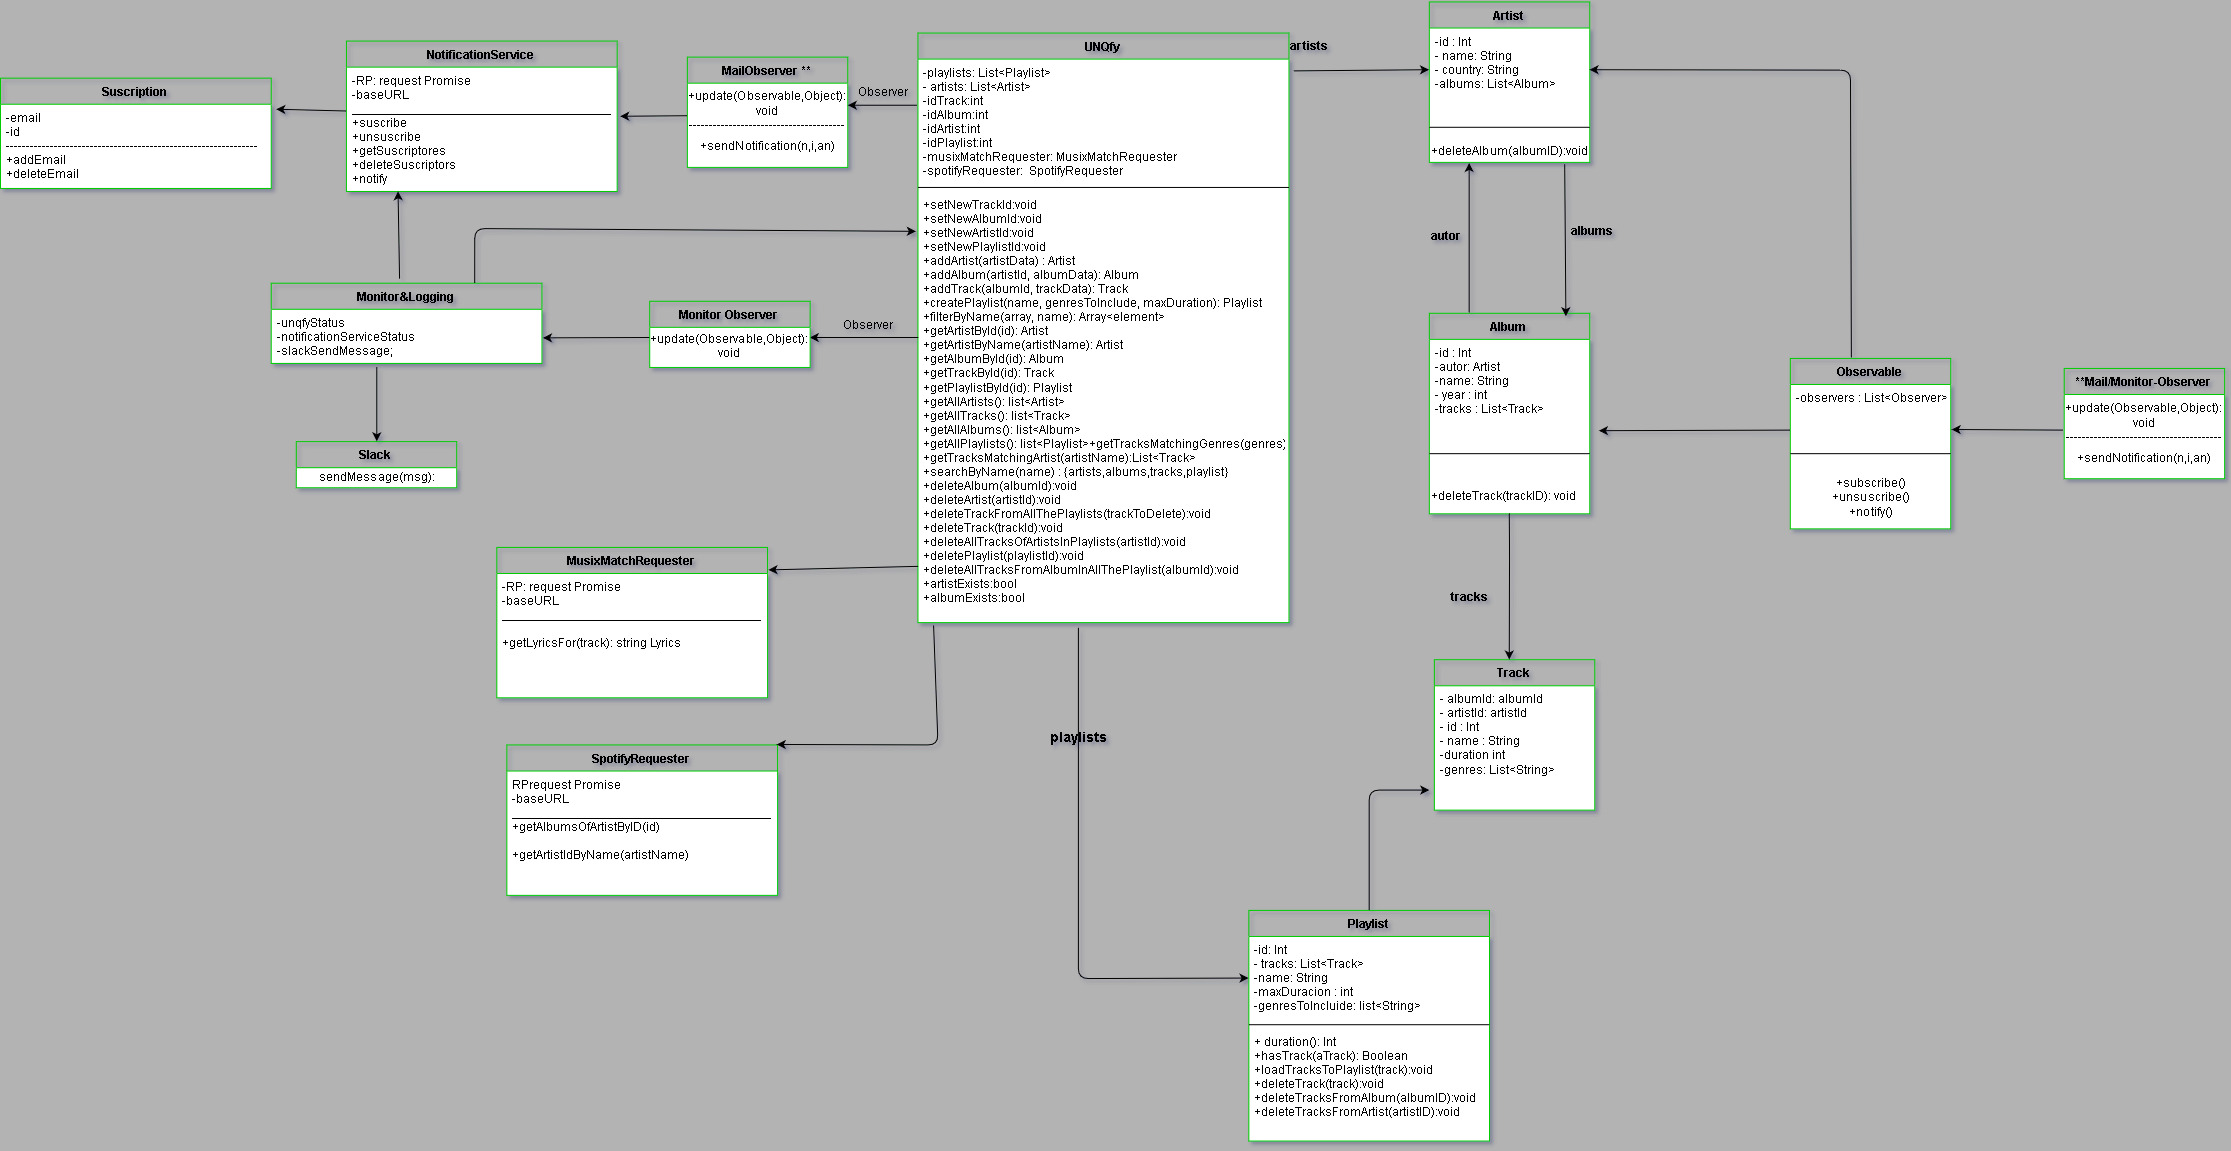 Suscription
-email
-id
+addEmail
+deleteEmail
NotificationService
-RP: request Promise
-baseURL
+suscribe
+unsuscribe
+getSuscriptores
+deleteSuscriptors
+notify
MailObserver **
+update(Observable,Object):
void
+sendNotification(n,i,an)
Observer
UNQfy
-playlists: List<Playlist>
- artists: List<Artist>
-idTrack:int
-idAlbum:int
-idArtist:int
-idPlaylist:int
-musixMatchRequester: MusixMatchRequester
-spotifyRequester:  SpotifyRequester
+setNewTrackId:void
+setNewAlbumId:void
+setNewArtistId:void
+setNewPlaylistId:void
+addArtist(artistData) : Artist
+addAlbum(artistId, albumData): Album
+addTrack(albumId, trackData): Track
+createPlaylist(name, genresToInclude, maxDuration): Playlist
+filterByName(array, name): Array<element>
+getArtistById(id): Artist
+getArtistByName(artistName): Artist
+getAlbumById(id): Album
+getTrackById(id): Track
+getPlaylistById(id): Playlist
+getAllArtists(): list<Artist>
+getAllTracks(): list<Track>
+getAllAlbums(): list<Album>
+getAllPlaylists(): list<Playlist>+getTracksMatchingGenres(genres)
+getTracksMatchingArtist(artistName):List<Track>
+searchByName(name) : {artists,albums,tracks,playlist}
+deleteAlbum(albumId):void
+deleteArtist(artistId):void
+deleteTrackFromAllThePlaylists(trackToDelete):void
+deleteTrack(trackId):void
+deleteAllTracksOfArtistsInPlaylists(artistId):void
+deletePlaylist(playlistId):void
+deleteAllTracksFromAlbumInAllThePlaylist(albumId):void
+artistExists:bool
+albumExists:bool
artists
Artist
-id : Int
- name: String
- country: String
-albums: List<Album>
+deleteAlbum(albumID):void
autor
albums
Monitor&Logging
-unqfyStatus
-notificationServiceStatus
-slackSendMessage;
Monitor Observer
+update(Observable,Object):
void
Observer
Album
-id : Int
-autor: Artist
-name: String
- year : int
-tracks : List<Track>
+deleteTrack(trackID): void
Observable
-observers : List<Observer>
+subscribe()
+unsuscribe()
+notify()
**Mail/Monitor-Observer
+update(Observable,Object):
void
+sendNotification(n,i,an)
Slack
sendMessage(msg):
MusixMatchRequester
-RP: request Promise
-baseURL
+getLyricsFor(track): string Lyrics
tracks
Track
- albumId: albumId
- artistId: artistId
- id : Int
- name : String
-duration int
-genres: List<String>
SpotifyRequester
RPrequest Promise
-baseURL
+getAlbumsOfArtistByID(id)
+getArtistIdByName(artistName)
playlists
Playlist
-id: Int
- tracks: List<Track>
-name: String
-maxDuracion : int
-genresToIncluide: list<String>
+ duration(): Int
+hasTrack(aTrack): Boolean
+loadTracksToPlaylist(track):void
+deleteTrack(track):void
+deleteTracksFromAlbum(albumID):void
+deleteTracksFromArtist(artistID):void